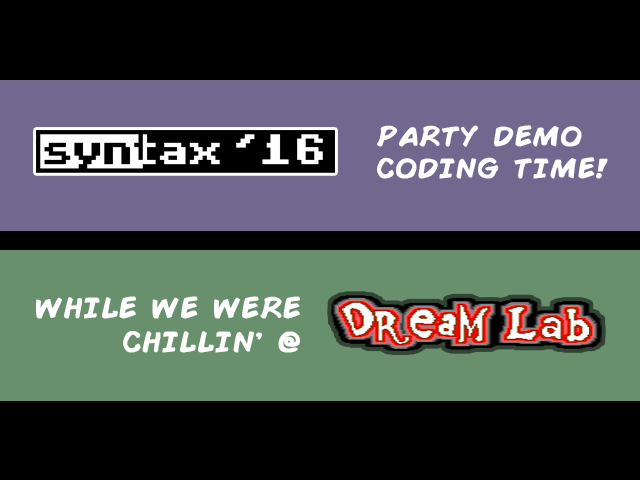 syntax '16
PARTY DEMO
CODING TIME!
WHILE WE WERE
CHILLIN' @
DReaM Lab